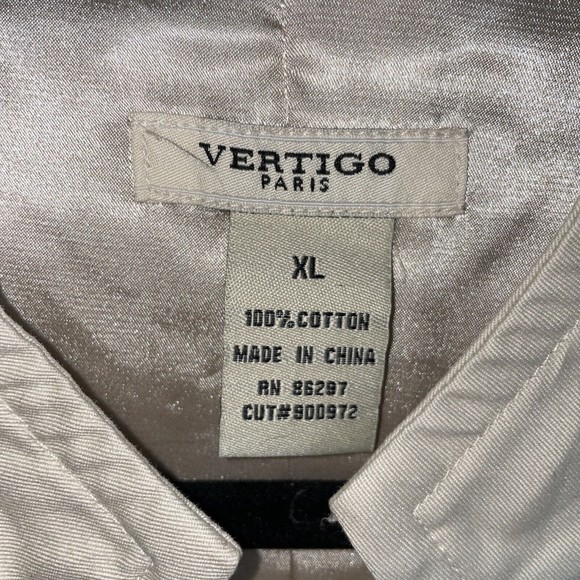 VERTIGO
PARIS
XL
100% COTTON
MADE IN CHINA
RN 86297
CUT#900972